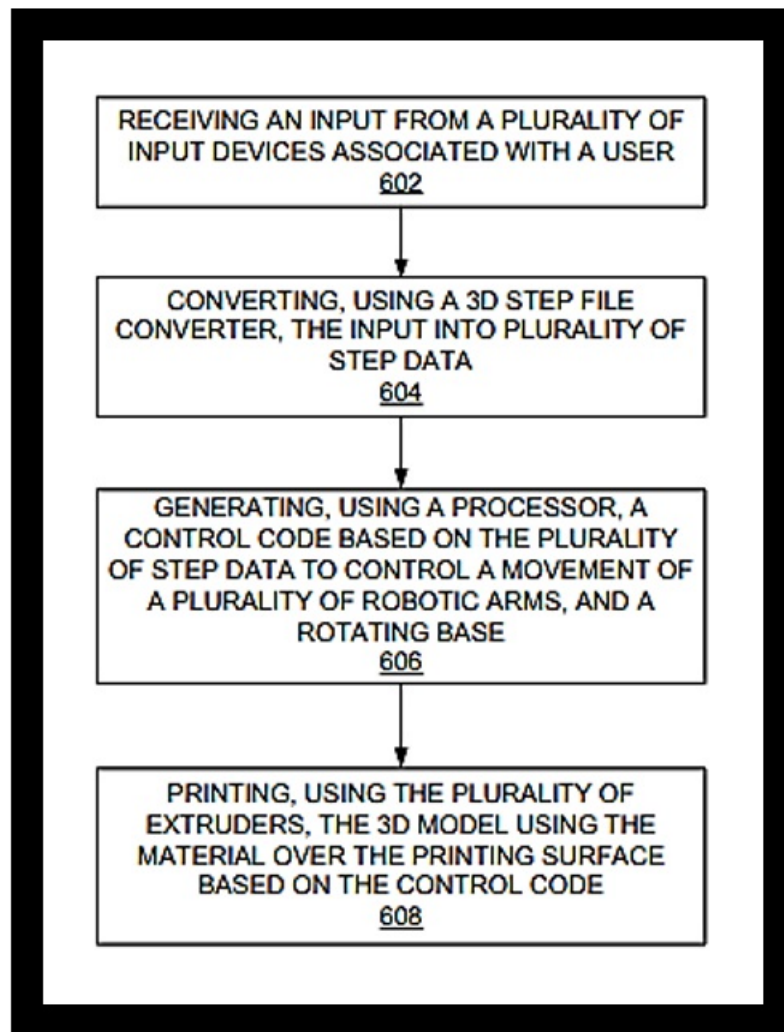 RECEIVING AN INPUT FROM A PLURALITY OF
INPUT DEVICES ASSOCIATED WITH A USER
602
CONVERTING, USING A 3D STEP FILE
CONVERTER, THE INPUT INTO PLURALITY OF
STEP DATA
604
GENERATING, USING A PROCESSOR, A
CONTROL CODE BASED ON THE PLURALITY
OF STEP DATA TO CONTROL A MOVEMENT OF
A PLURALITY OF ROBOTIC ARMS, AND A
ROTATING BASE
606
PRINTING, USING THE PLURALITY OF
EXTRUDERS, THE 3D MODEL USING THE
MATERIAL OVER THE PRINTING SURFACE
BASED ON THE CONTROL CODE
608